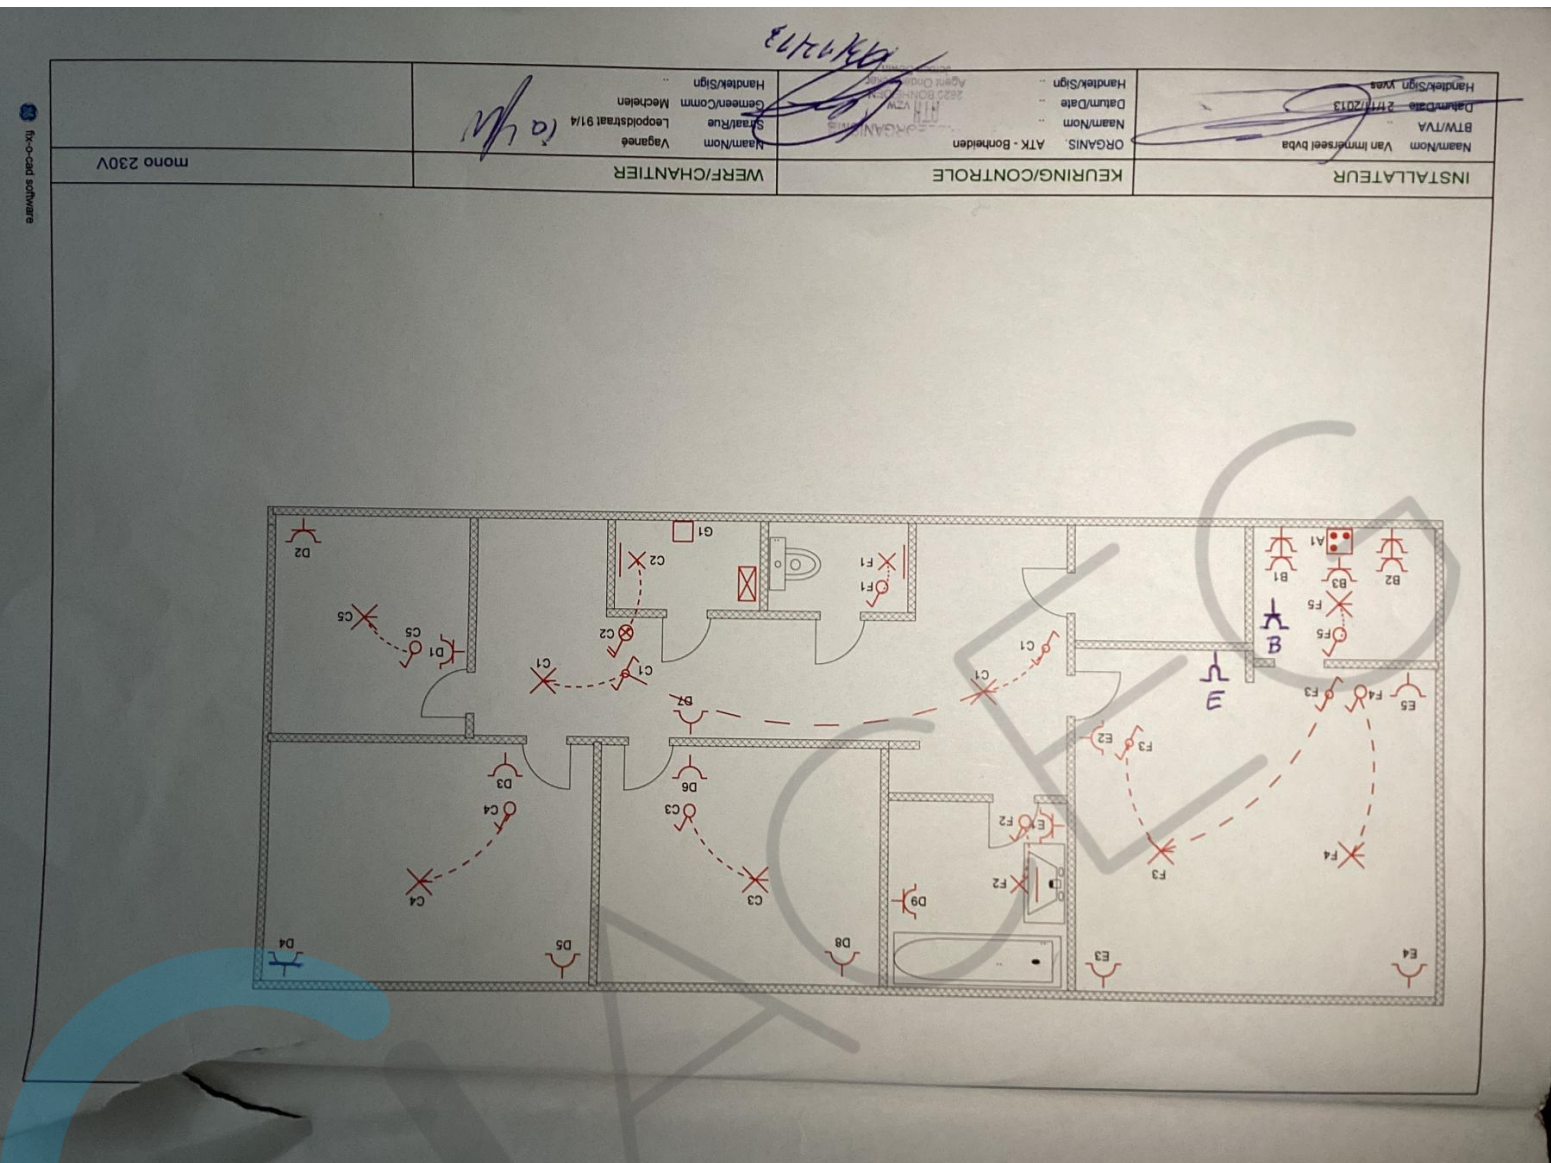 INSTALLATEUR
Naam/Nom Van Immerseel bvba
BTW/TVA ..
Datum/Date 21/11/2013
Handtek/Sign yves
KEURING/CONTROLE
ORGANIS. ATK - Bonheiden
Naam/Nom ..
Datum/Date ..
Handtek/Sign ..
WERF/CHANTIER
Naam/Nom Vaganeé
Straat/Rue Leopoldstraat 91/4
Gemeen/Comm Mechelen
Handtek/Sign ..
mono 230V
fix-o-cad software
E4
E3
D8
D5
D4
D9
F4
F3
F2
C3
C4
E1
F2
C3
C4
D3
D6
E2
F3
E5
F4
F3
E
D7
C1
C1
C1
C1
B
F5
F5
C2
D1
C5
C5
B2
B3
B1
A1
F1
F1
C2
G1
D2
CIACEG